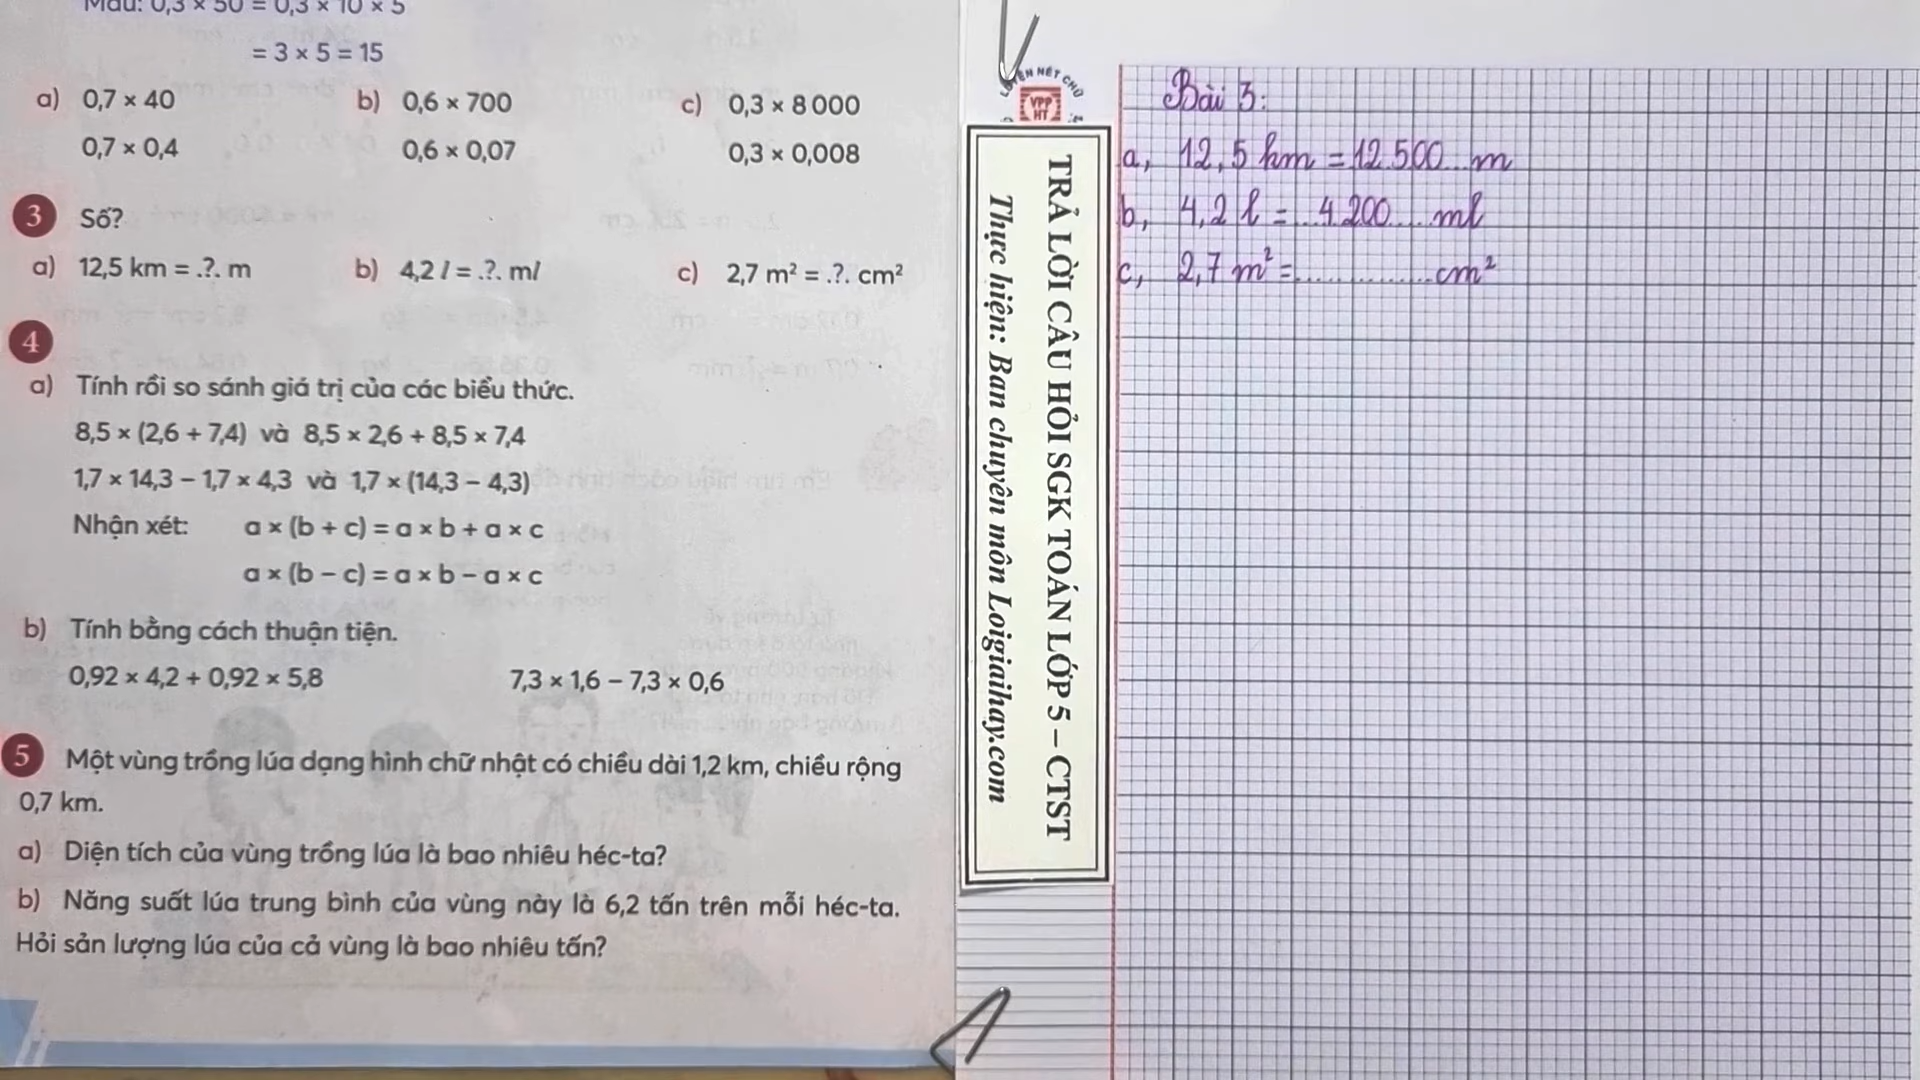 Mẫu: 0,3 × 50 = 0,3 × 10 × 5
= 3 × 5 = 15
a) 0,7 × 40 b) 0,6 × 700 c) 0,3 × 8 000
0,7 × 0,4 0,6 × 0,07 0,3 × 0,008
3 Số?
a) 12,5 km = .?. m b) 4,2 l = .?. ml c) 2,7 m² = .?. cm²
4
a) Tính rồi so sánh giá trị của các biểu thức.
8,5 × (2,6 + 7,4) và 8,5 × 2,6 + 8,5 × 7,4
1,7 × 14,3 − 1,7 × 4,3 và 1,7 × (14,3 − 4,3)
Nhận xét: a × (b + c) = a × b + a × c
a × (b − c) = a × b − a × c
b) Tính bằng cách thuận tiện.
0,92 × 4,2 + 0,92 × 5,8 7,3 × 1,6 − 7,3 × 0,6
5 Một vùng trồng lúa dạng hình chữ nhật có chiều dài 1,2 km, chiều rộng
0,7 km.
a) Diện tích của vùng trồng lúa là bao nhiêu héc-ta?
b) Năng suất lúa trung bình của vùng này là 6,2 tấn trên mỗi héc-ta.
Hỏi sản lượng lúa của cả vùng là bao nhiêu tấn?
NÉT CHỮ
VPP
HT
TRẢ LỜI CÂU HỎI SGK TOÁN LỚP 5 – CTST
Thực hiện: Ban chuyên môn Loigiaihay.com
Bài 3:
a, 12,5 km = 12 500... m
b, 4,2 l = ...4 200.... ml
c, 2,7 m² = .............. cm²